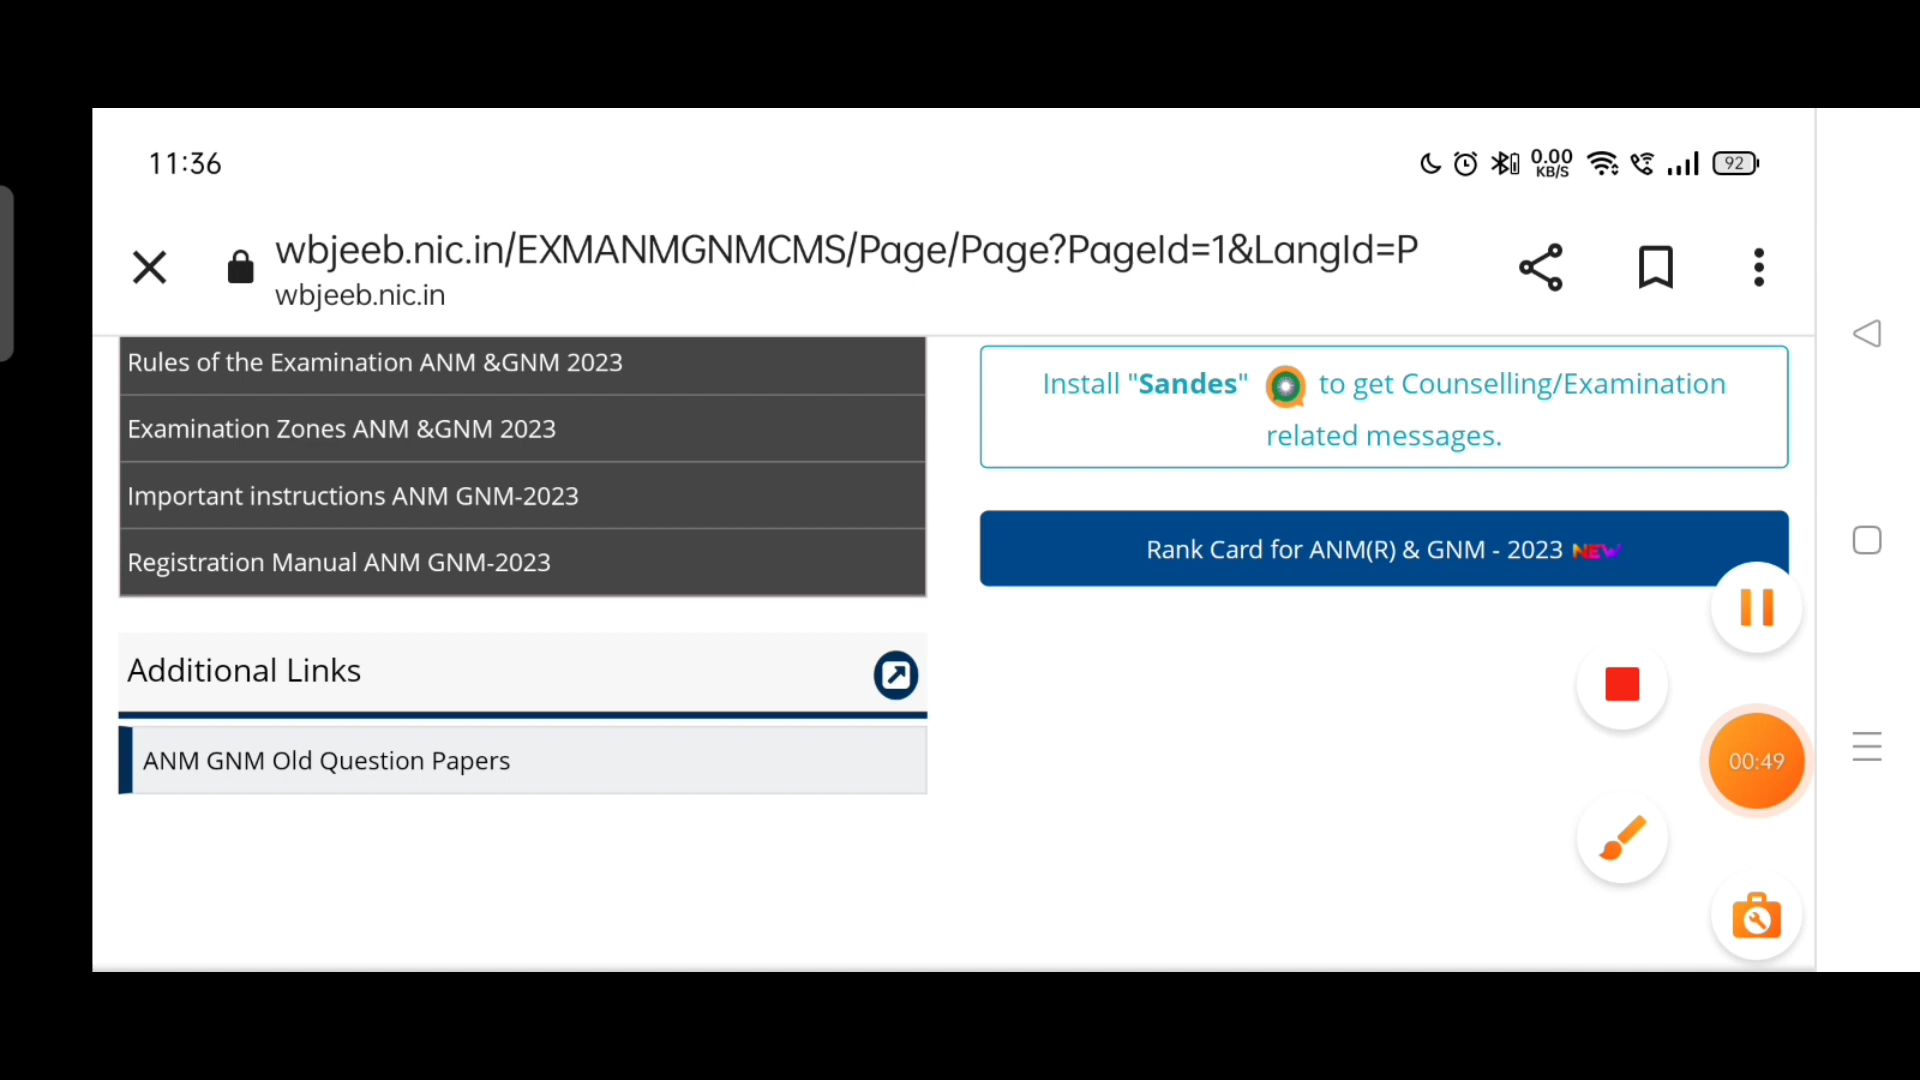 11:36
0.00
KB/S
92
wbjeeb.nic.in/EXMANMGNMCMS/Page/Page?PageId=1&LangId=P
wbjeeb.nic.in
Rules of the Examination ANM &GNM 2023
Examination Zones ANM &GNM 2023
Important instructions ANM GNM-2023
Registration Manual ANM GNM-2023
Additional Links
ANM GNM Old Question Papers
Install "Sandes" to get Counselling/Examination
related messages.
Rank Card for ANM(R) & GNM - 2023 NEW
00:49